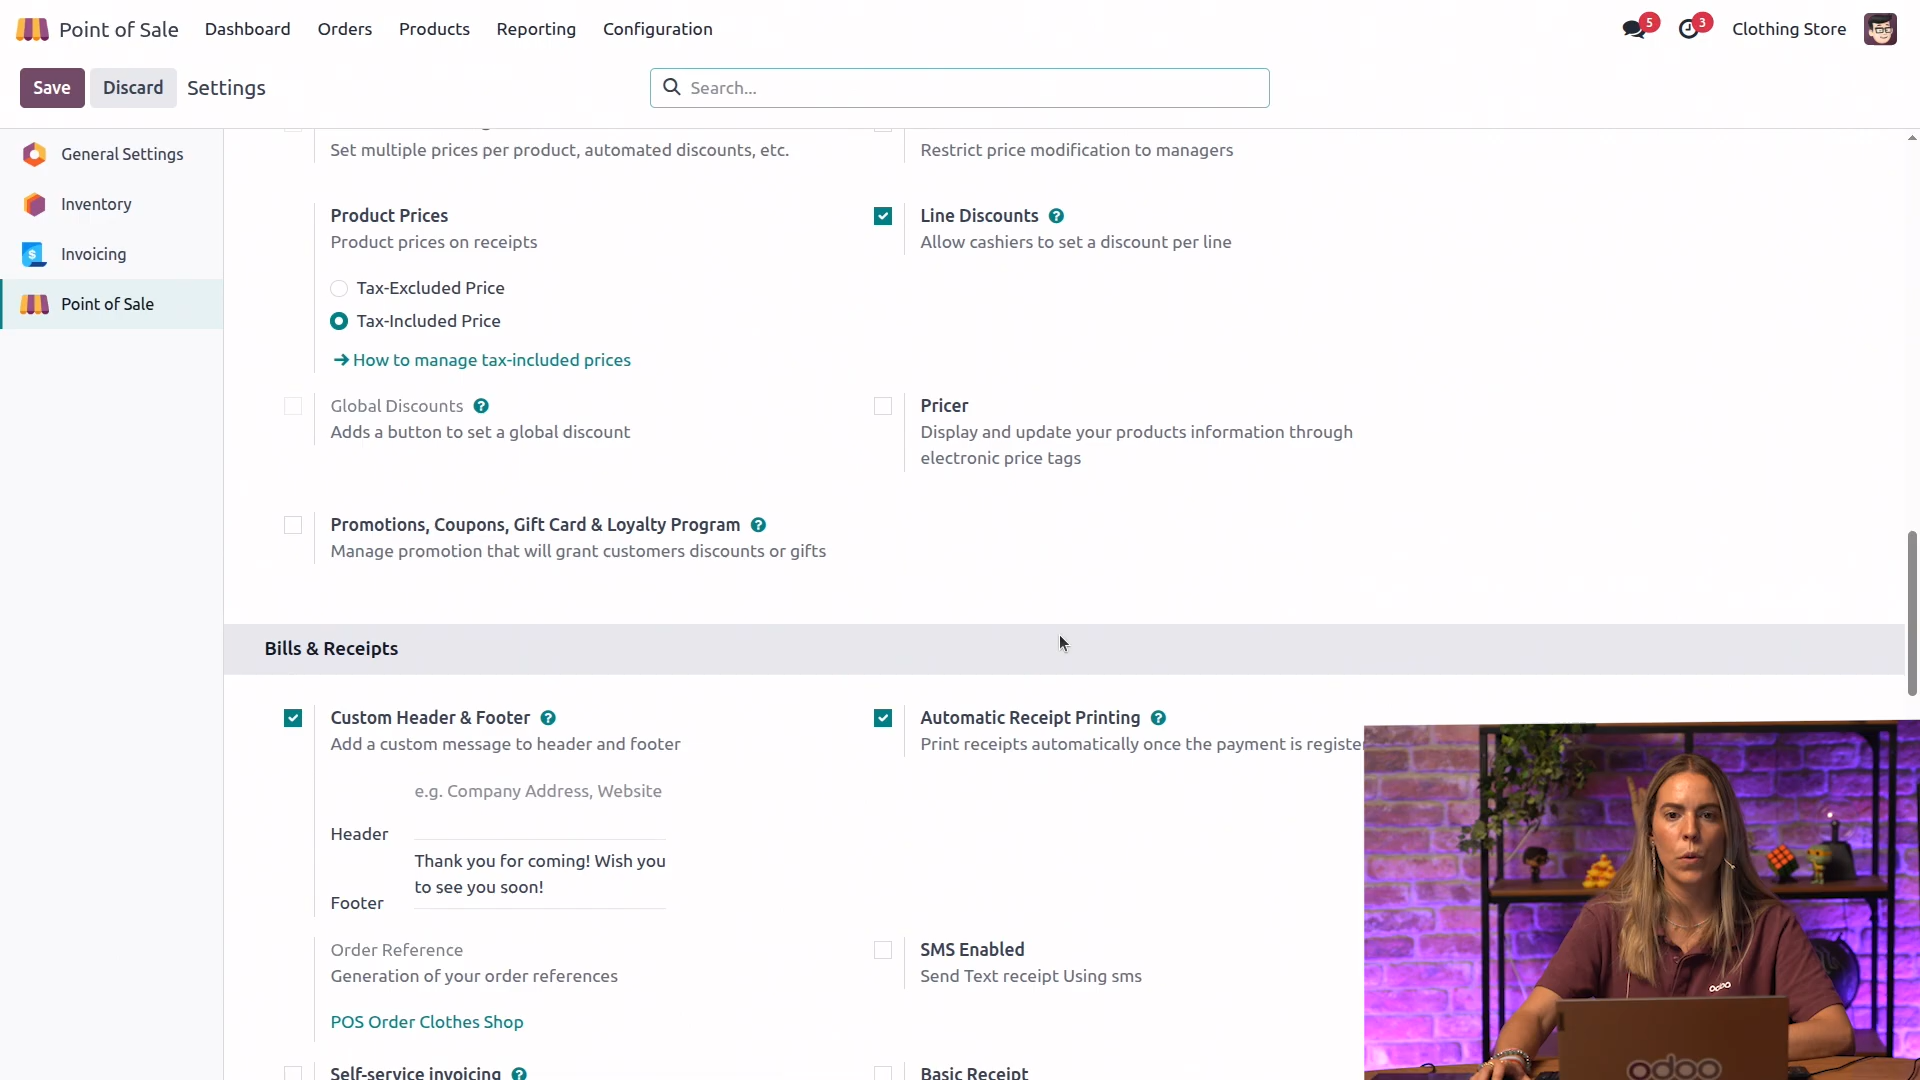 Point of Sale Dashboard Orders Products Reporting Configuration 5 3 Clothing Store
Save Discard Settings Search...
General Settings
Inventory
Invoicing
Point of Sale
Set multiple prices per product, automated discounts, etc.
Restrict price modification to managers
Product Prices
Product prices on receipts
Line Discounts ?
Allow cashiers to set a discount per line
Tax-Excluded Price
Tax-Included Price
How to manage tax-included prices
Global Discounts ?
Adds a button to set a global discount
Pricer
Display and update your products information through
electronic price tags
Promotions, Coupons, Gift Card & Loyalty Program ?
Manage promotion that will grant customers discounts or gifts
Bills & Receipts
Custom Header & Footer ?
Add a custom message to header and footer
Automatic Receipt Printing ?
Print receipts automatically once the payment is register
e.g. Company Address, Website
Header
Thank you for coming! Wish you
to see you soon!
Footer
Order Reference
Generation of your order references
POS Order Clothes Shop
SMS Enabled
Send Text receipt Using sms
Self-service invoicing ?
Basic Receipt
odoo
odoo